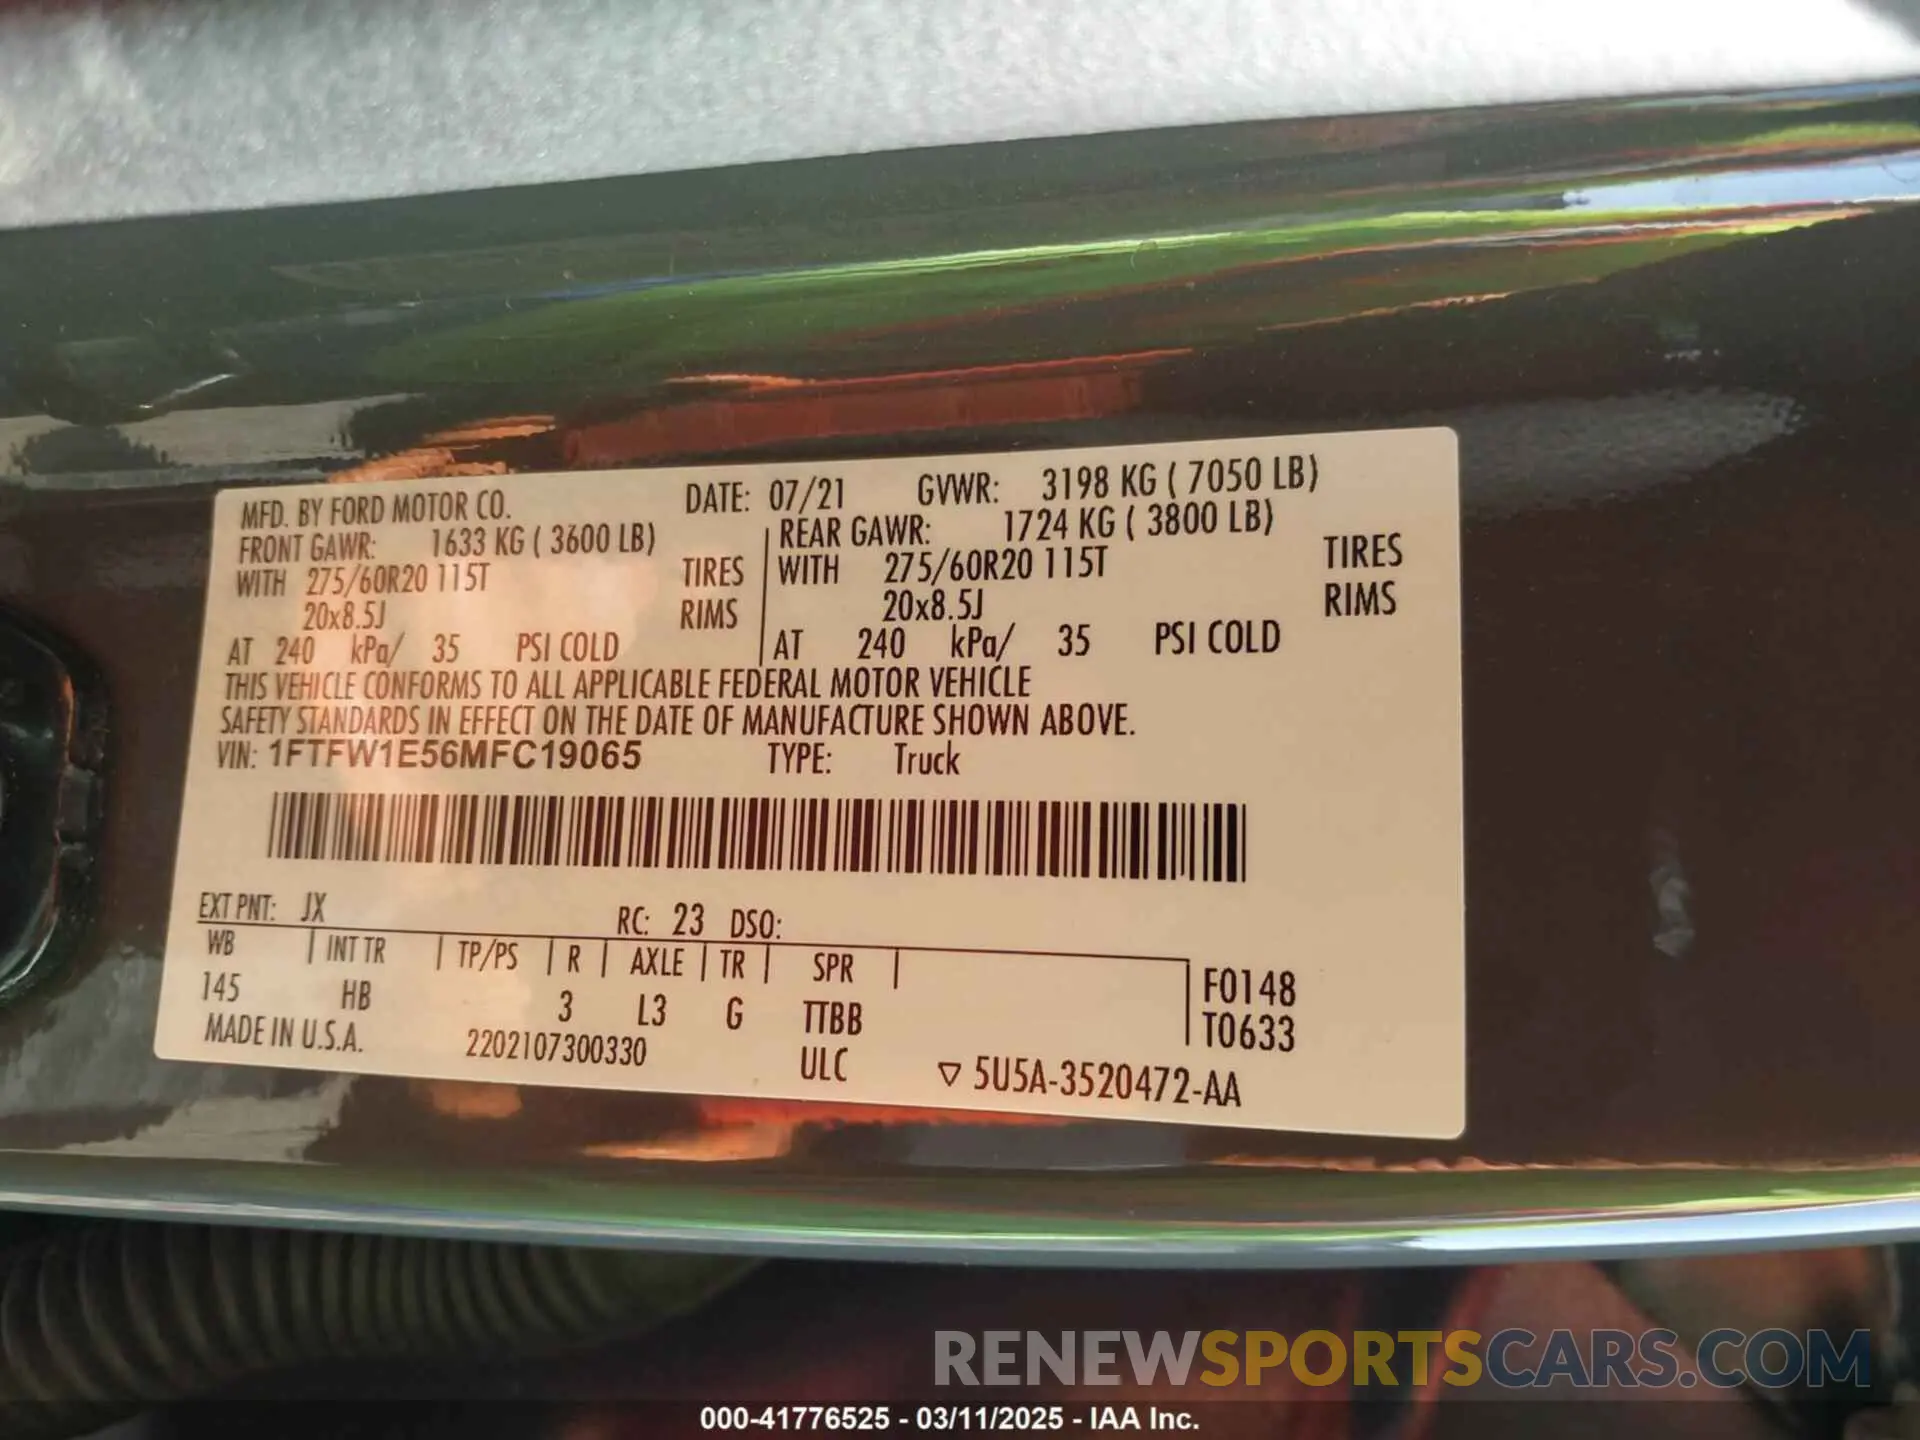 MFD. BY FORD MOTOR CO. DATE: 07/21 GVWR: 3198 KG ( 7050 LB)
FRONT GAWR: 1633 KG ( 3600 LB) REAR GAWR: 1724 KG ( 3800 LB)
WITH 275/60R20 115T TIRES WITH 275/60R20 115T TIRES
20x8.5J RIMS 20x8.5J RIMS
AT 240 kPa/ 35 PSI COLD AT 240 kPa/ 35 PSI COLD
THIS VEHICLE CONFORMS TO ALL APPLICABLE FEDERAL MOTOR VEHICLE
SAFETY STANDARDS IN EFFECT ON THE DATE OF MANUFACTURE SHOWN ABOVE.
VIN: 1FTFW1E56MFC19065 TYPE: Truck
EXT PNT: JX RC: 23 DSO:
WB INT TR TP/PS R AXLE TR SPR F0148
145 HB 3 L3 G TTBB T0633
MADE IN U.S.A. 2202107300330 ULC ▽ 5U5A-3520472-AA
RENEWSPORTSCARS.COM
000-41776525 - 03/11/2025 - IAA Inc.